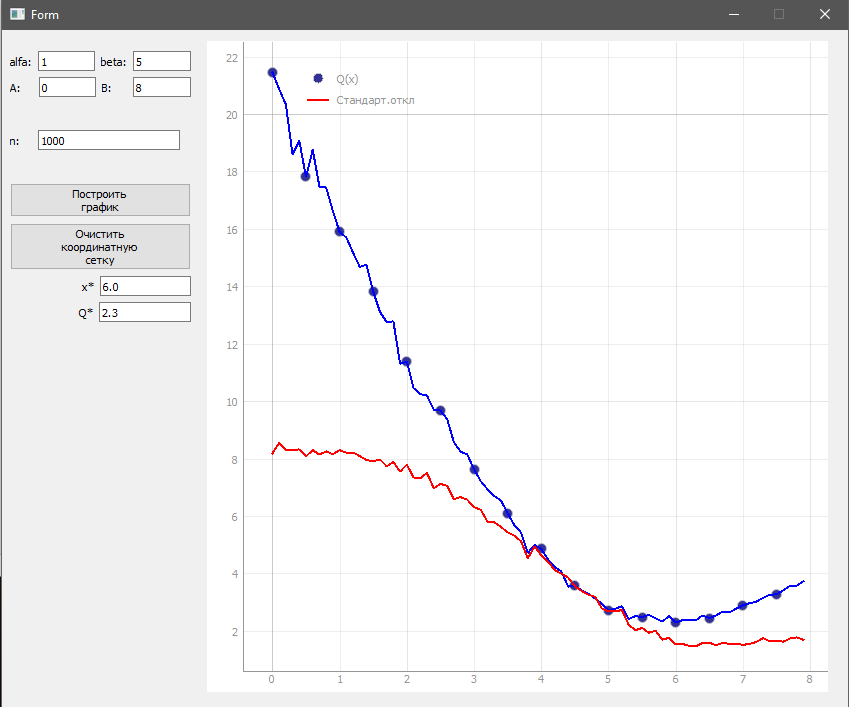 Form
alfa: 1 beta: 5
A: 0 B: 8
n: 1000
Построить
график
Очистить
координатную
сетку
x* 6.0
Q* 2.3
Q(x)
Стандарт.откл
22
20
18
16
14
12
10
8
6
4
2
0 1 2 3 4 5 6 7 8